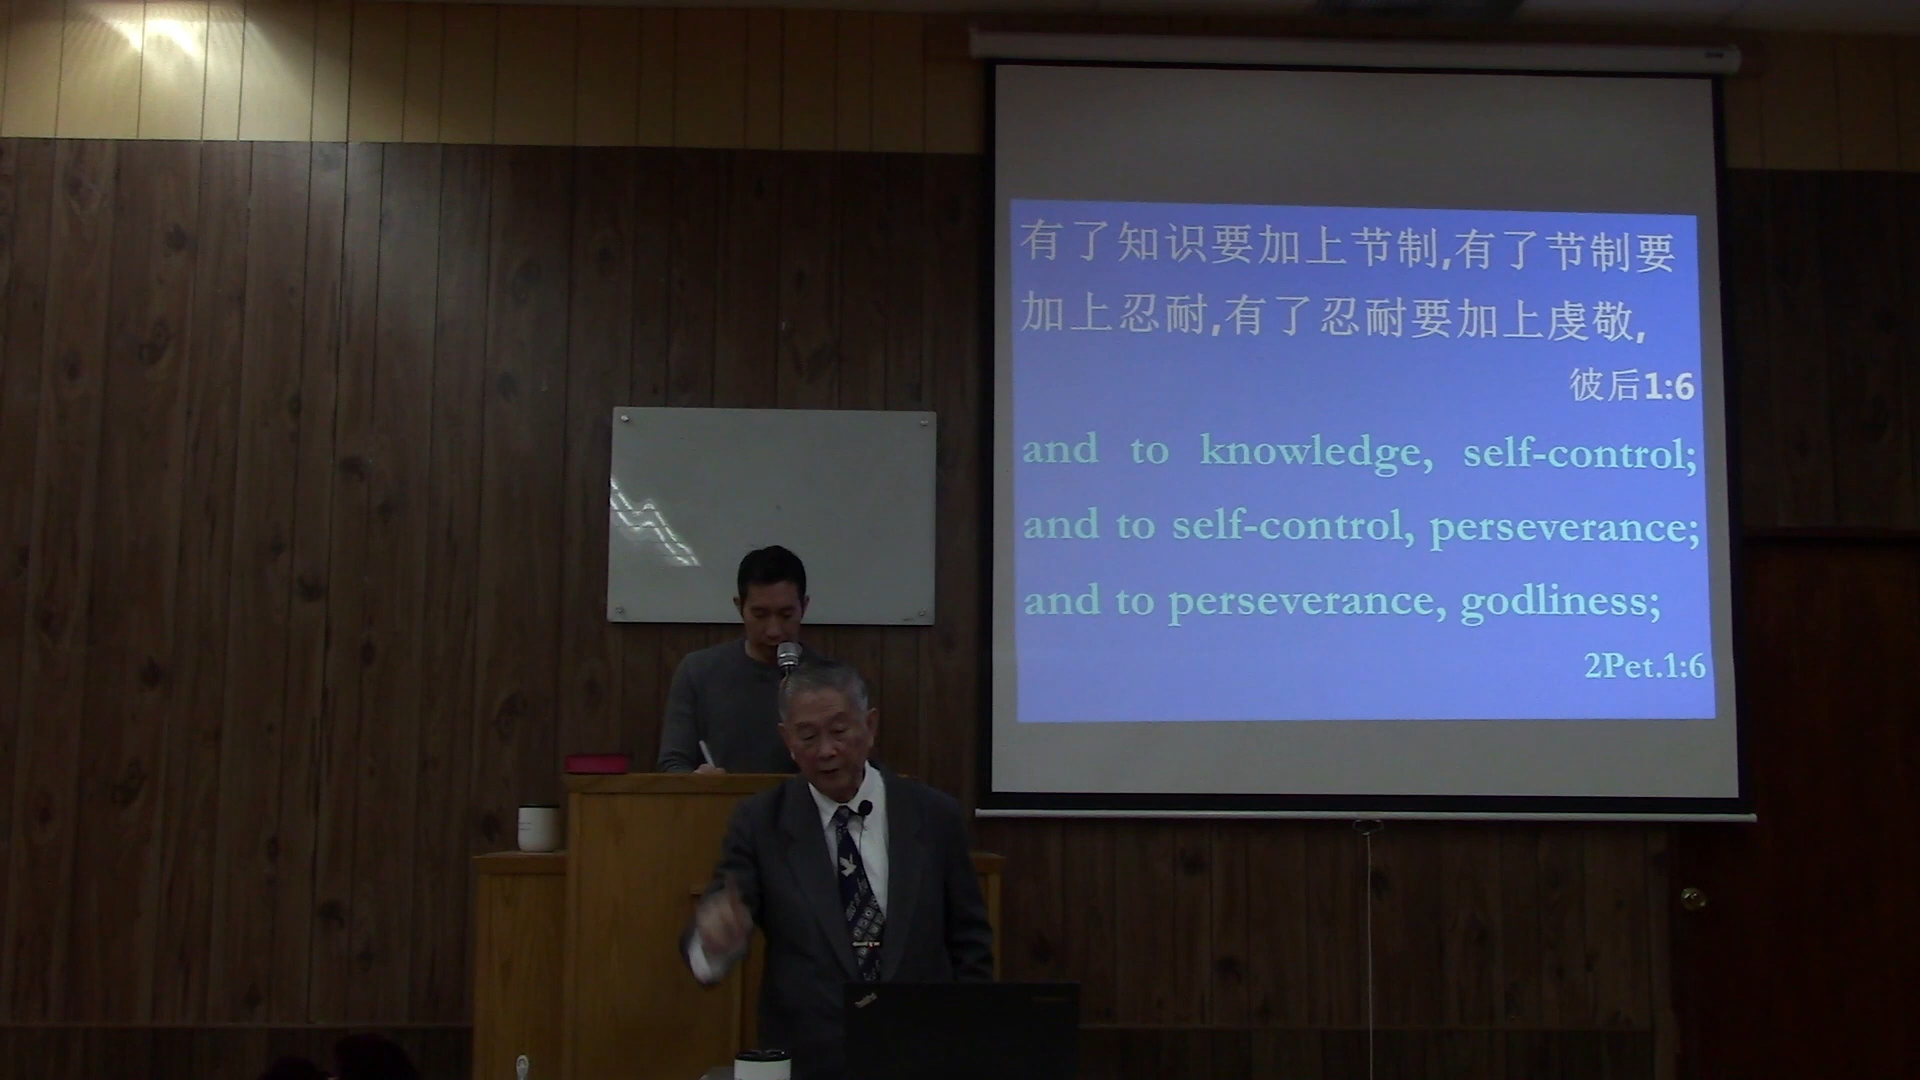 有了知识要加上节制,有了节制要
加上忍耐,有了忍耐要加上虔敬,
彼后1:6
and to knowledge, self-control;
and to self-control, perseverance;
and to perseverance, godliness;
2Pet.1:6
ThinkPad